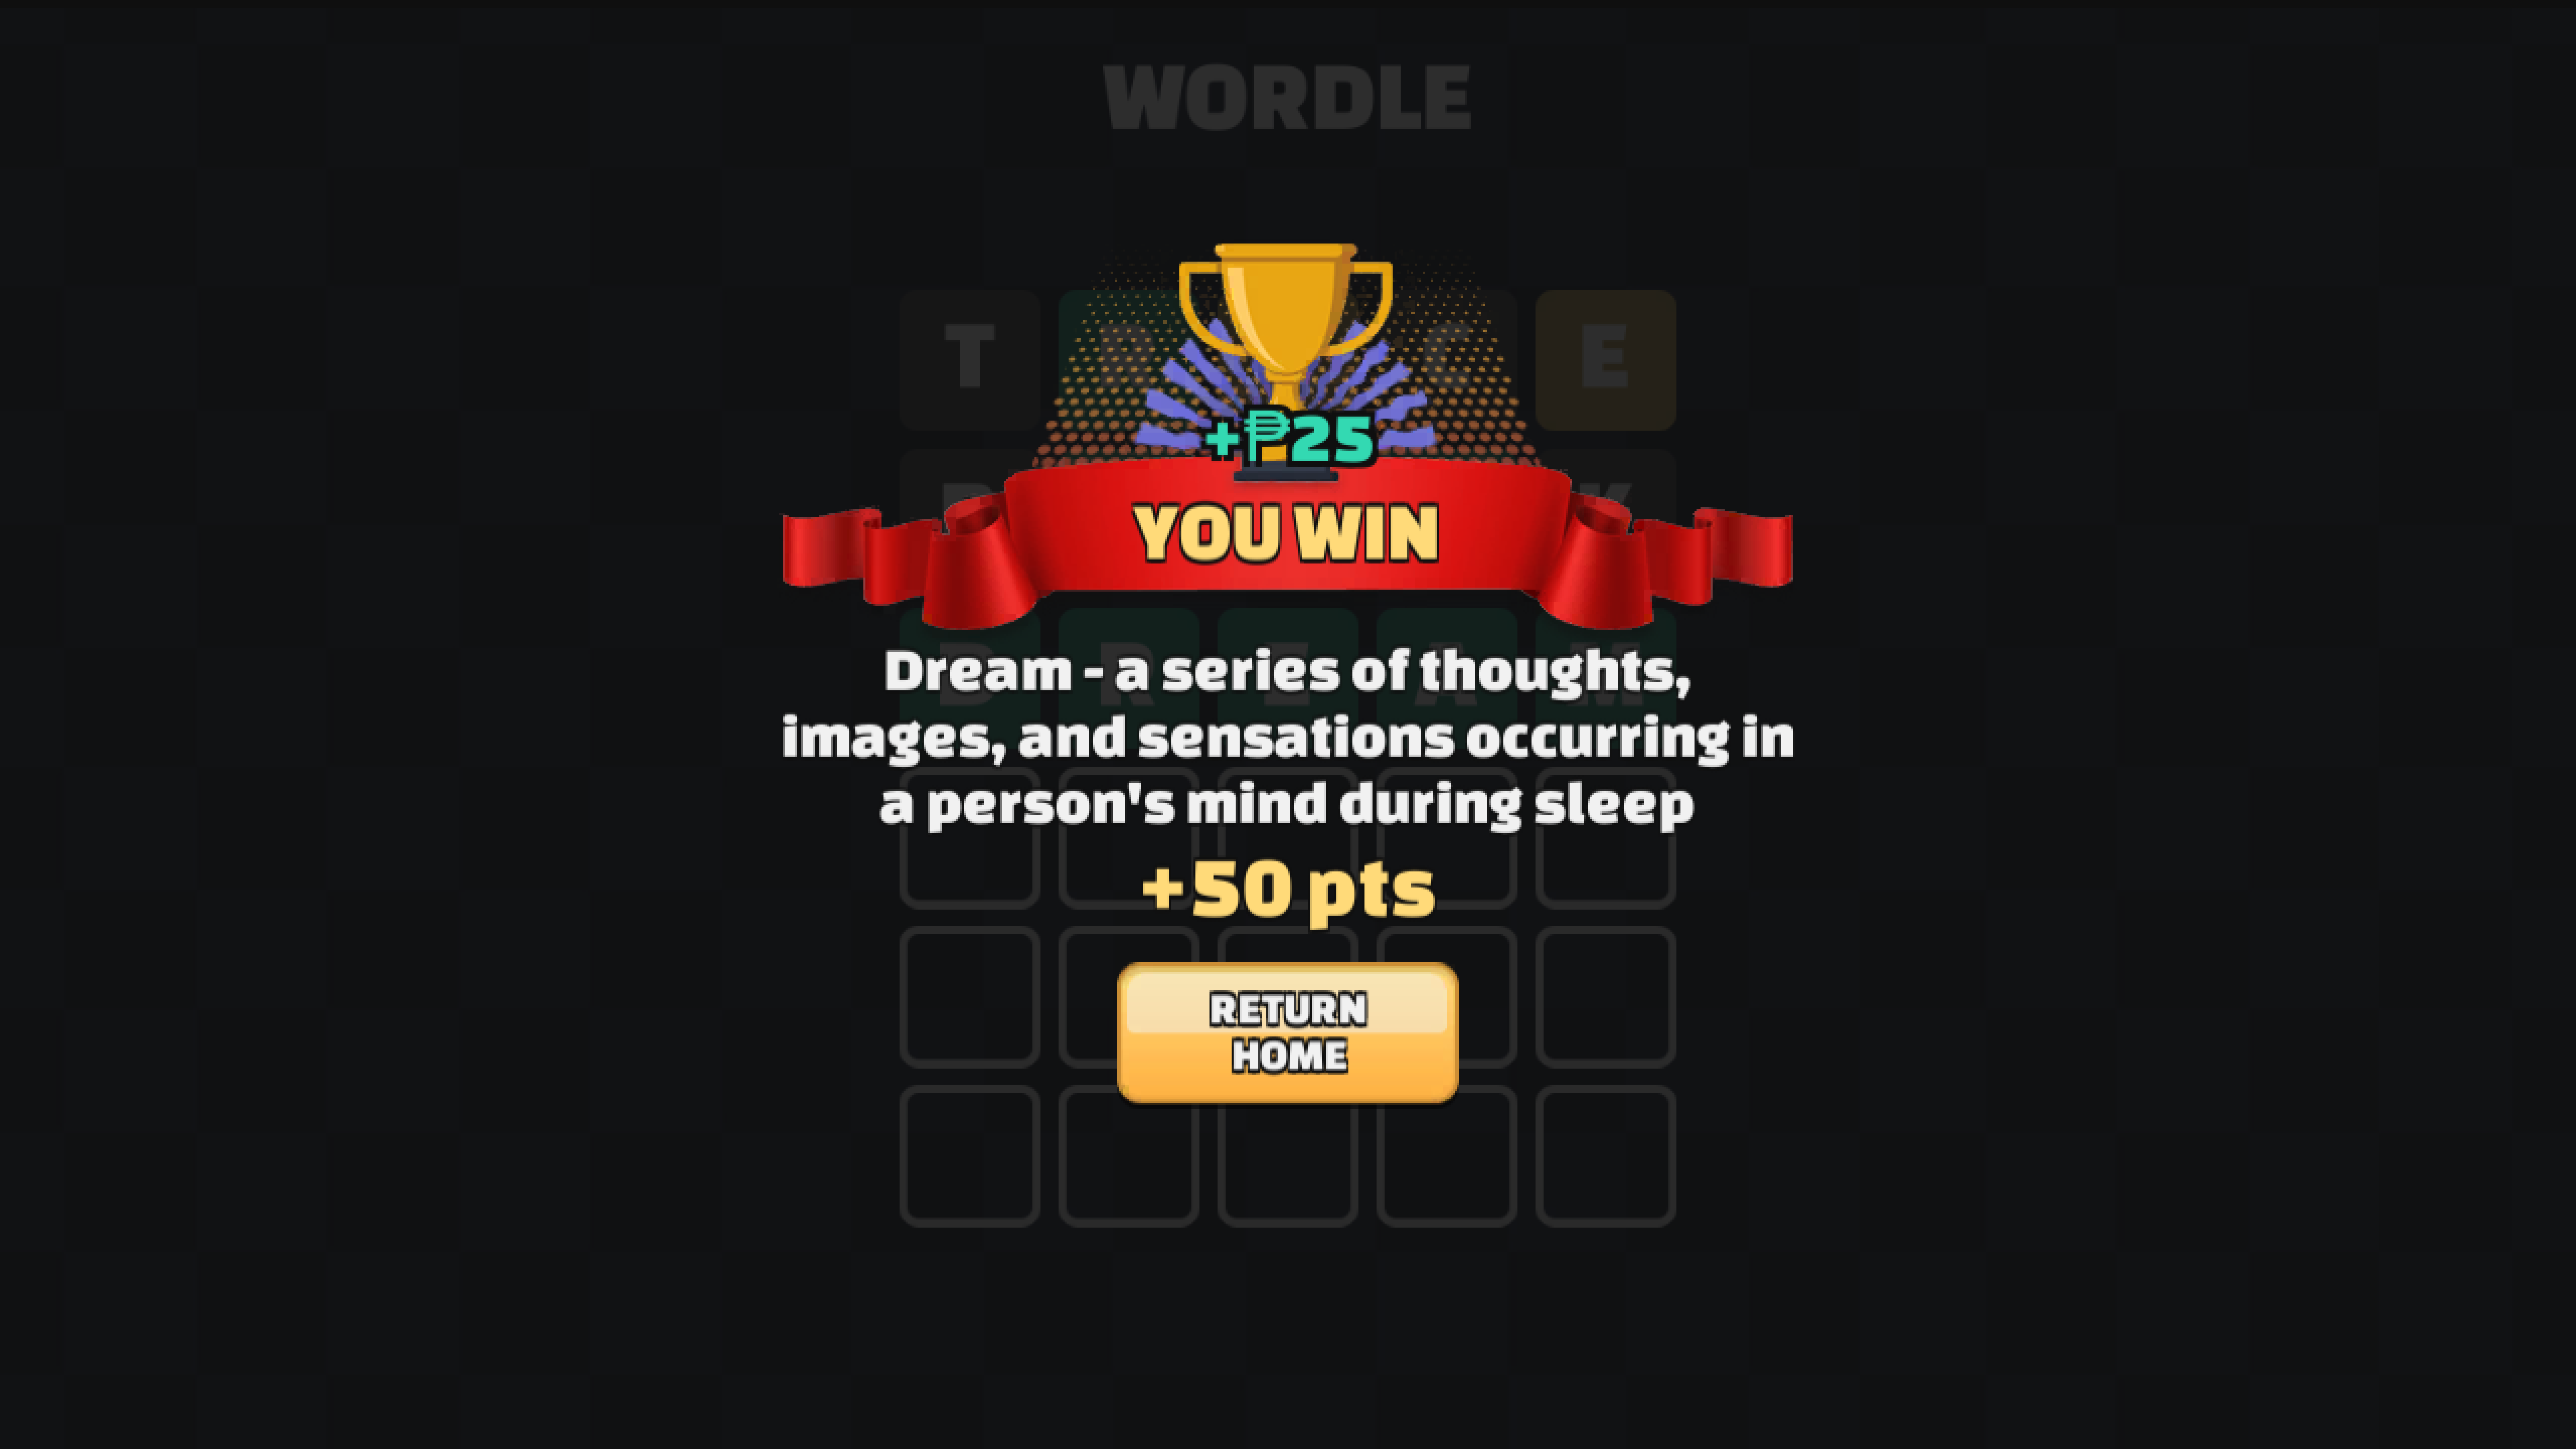 WORDLE
T R C E
+₱25
K
YOU WIN
D R E A M
Dream - a series of thoughts,
images, and sensations occurring in
a person's mind during sleep
+50 pts
RETURN
HOME